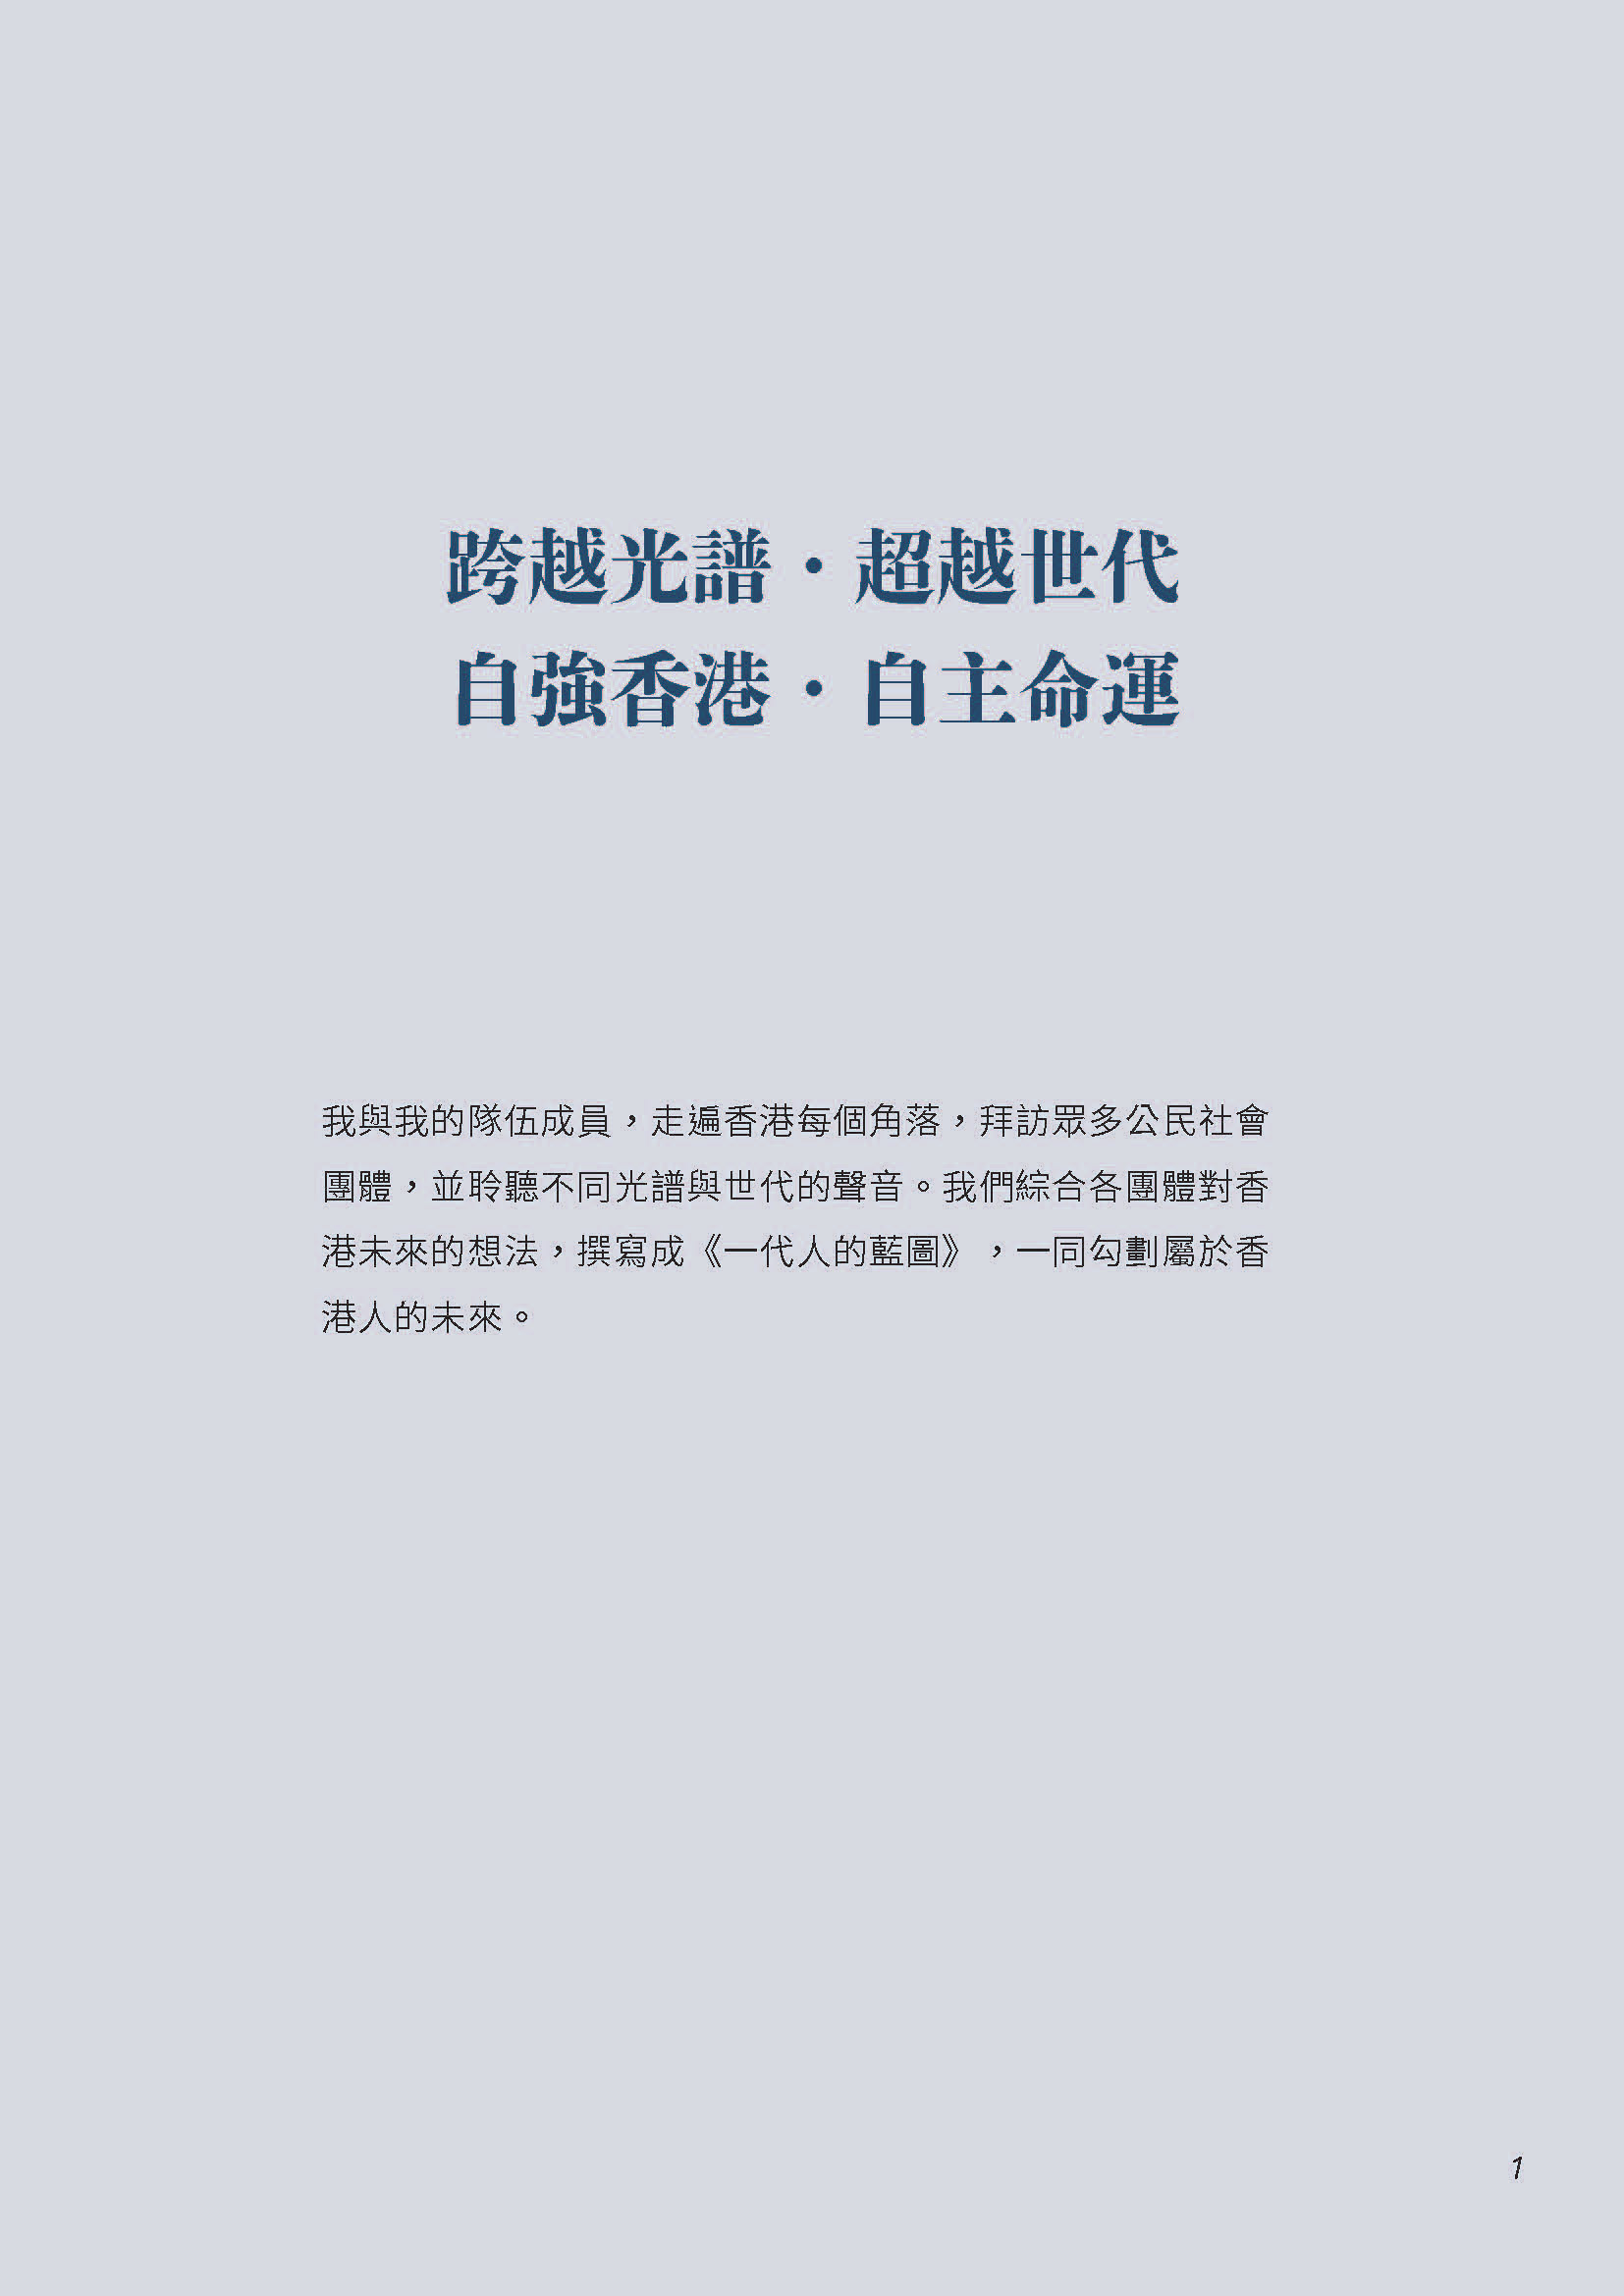 跨越光譜・超越世代
自強香港・自主命運
我與我的隊伍成員，走遍香港每個角落，拜訪眾多公民社會
團體，並聆聽不同光譜與世代的聲音。我們綜合各團體對香
港未來的想法，撰寫成《一代人的藍圖》，一同勾劃屬於香
港人的未來。
1